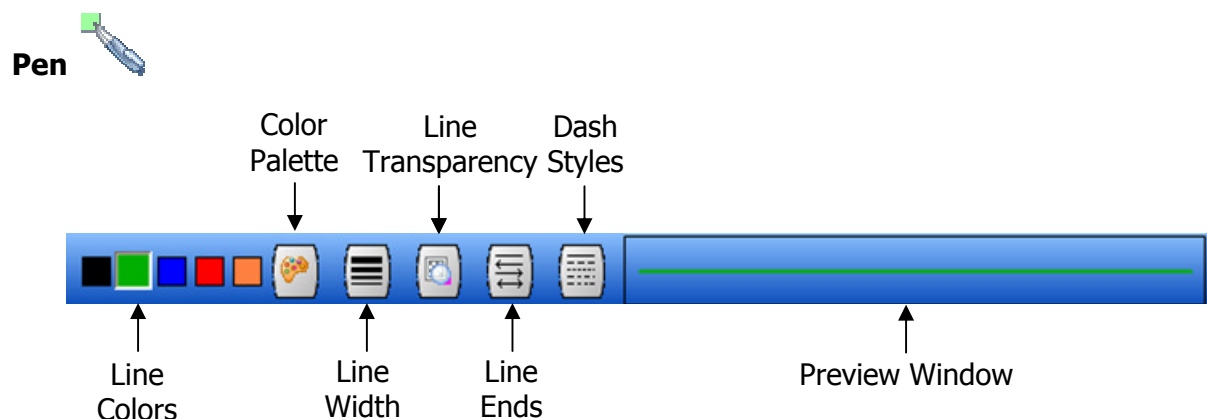 Pen
Color
Palette
Line
Transparency
Dash
Styles
Line
Colors
Line
Width
Line
Ends
Preview Window